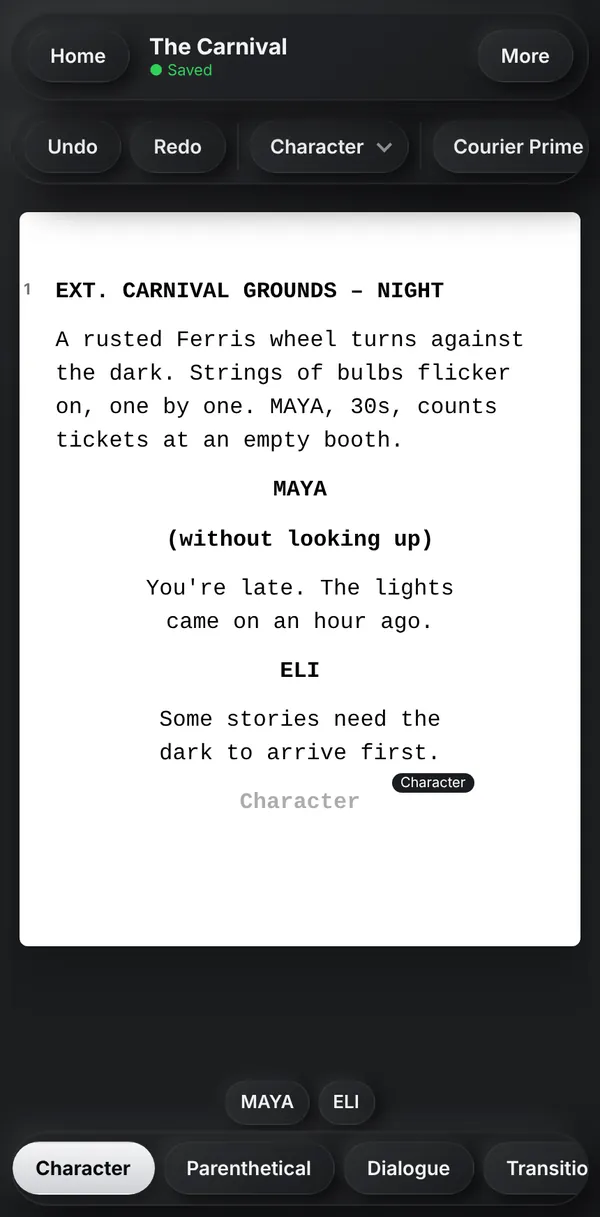 Home
The Carnival
Saved
More
Undo
Redo
Character
Courier Prime
1
EXT. CARNIVAL GROUNDS – NIGHT
A rusted Ferris wheel turns against
the dark. Strings of bulbs flicker
on, one by one. MAYA, 30s, counts
tickets at an empty booth.
MAYA
(without looking up)
You're late. The lights
came on an hour ago.
ELI
Some stories need the
dark to arrive first.
Character
Character
MAYA
ELI
Character
Parenthetical
Dialogue
Transitio